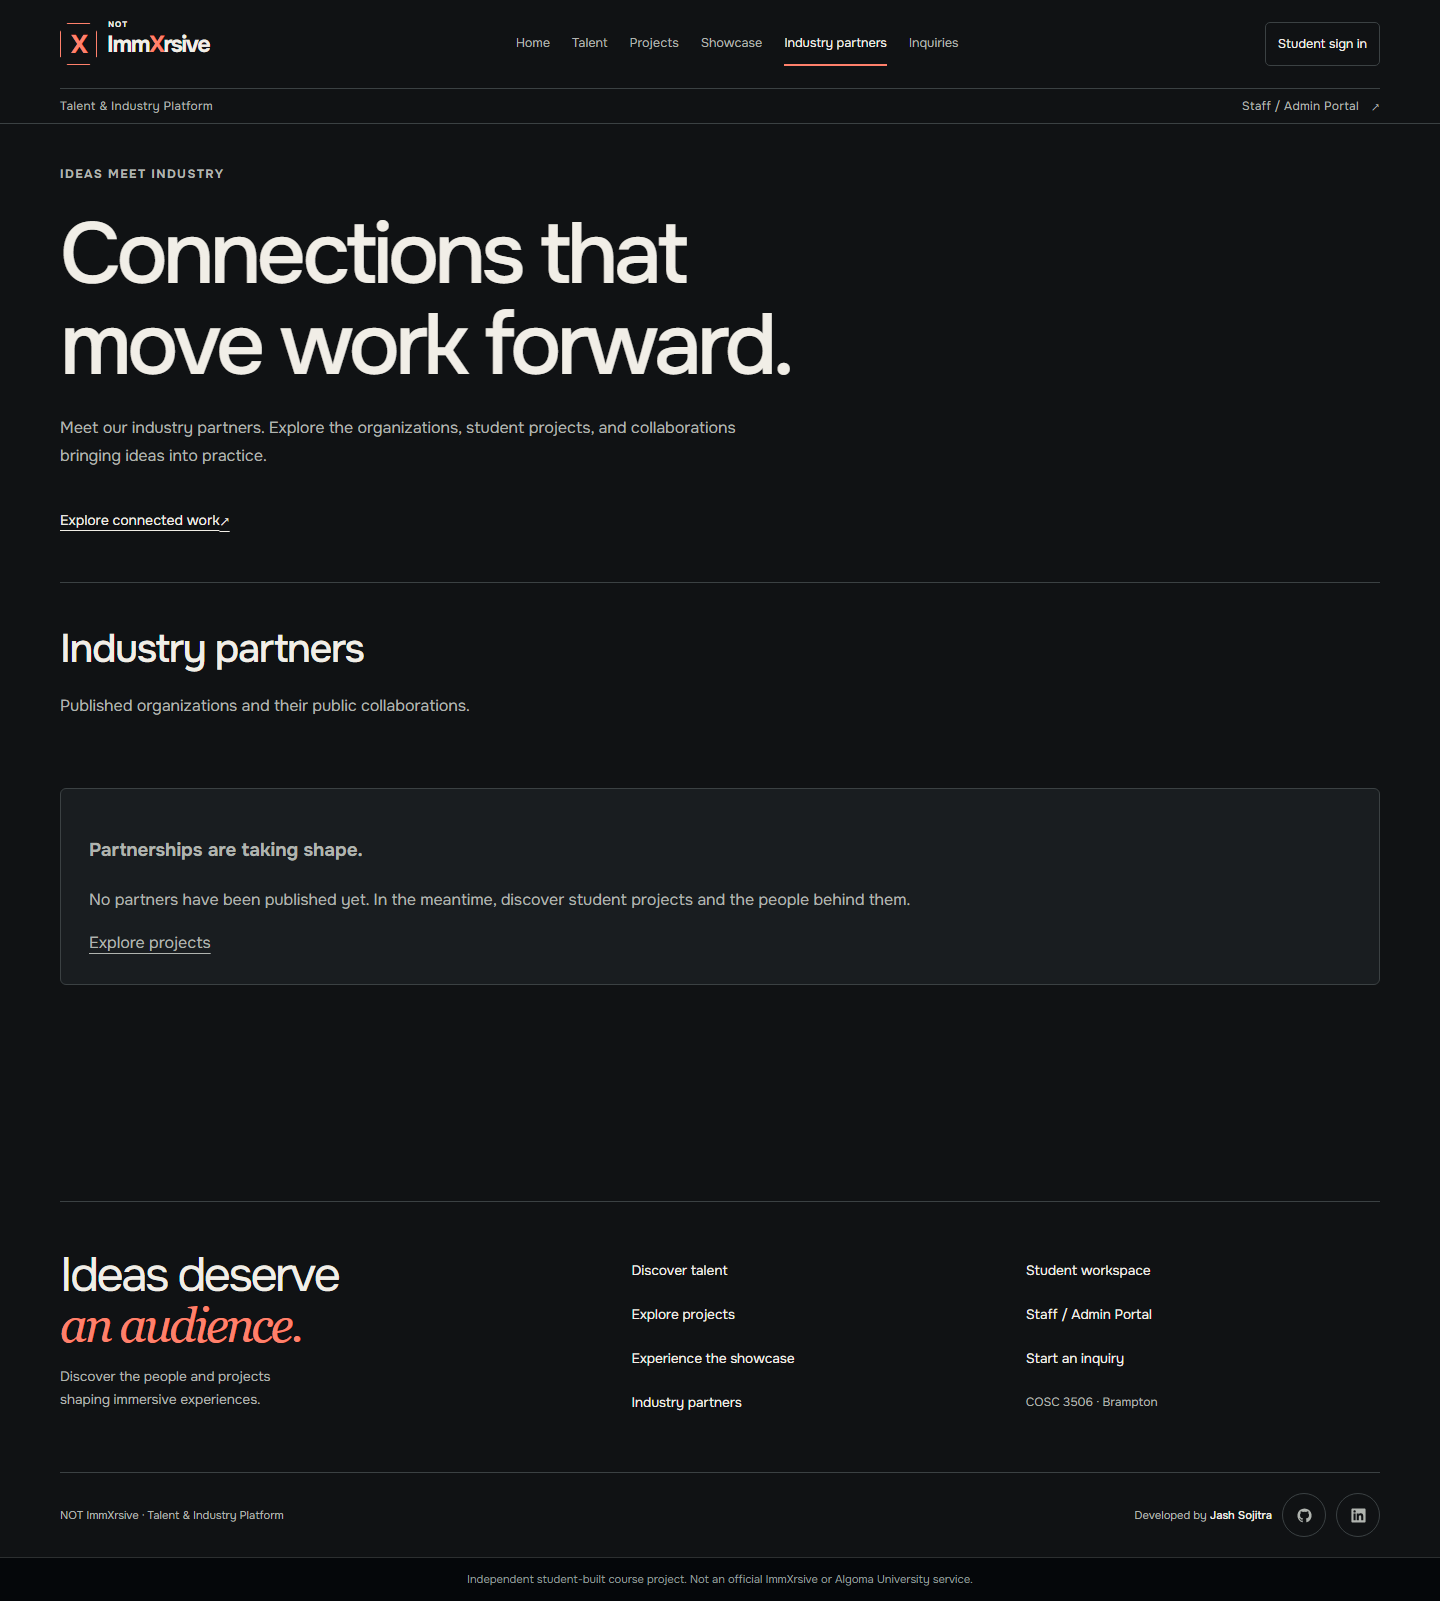 X
NOT
ImmXrsive
Home
Talent
Projects
Showcase
Industry partners
Inquiries
Student sign in
Talent & Industry Platform
Staff / Admin Portal ↗
IDEAS MEET INDUSTRY
Connections that
move work forward.
Meet our industry partners. Explore the organizations, student projects, and collaborations
bringing ideas into practice.
Explore connected work↗
Industry partners
Published organizations and their public collaborations.
Partnerships are taking shape.
No partners have been published yet. In the meantime, discover student projects and the people behind them.
Explore projects
Ideas deserve
an audience.
Discover the people and projects
shaping immersive experiences.
Discover talent
Explore projects
Experience the showcase
Industry partners
Student workspace
Staff / Admin Portal
Start an inquiry
COSC 3506 · Brampton
NOT ImmXrsive · Talent & Industry Platform
Developed by Jash Sojitra
in
Independent student-built course project. Not an official ImmXrsive or Algoma University service.